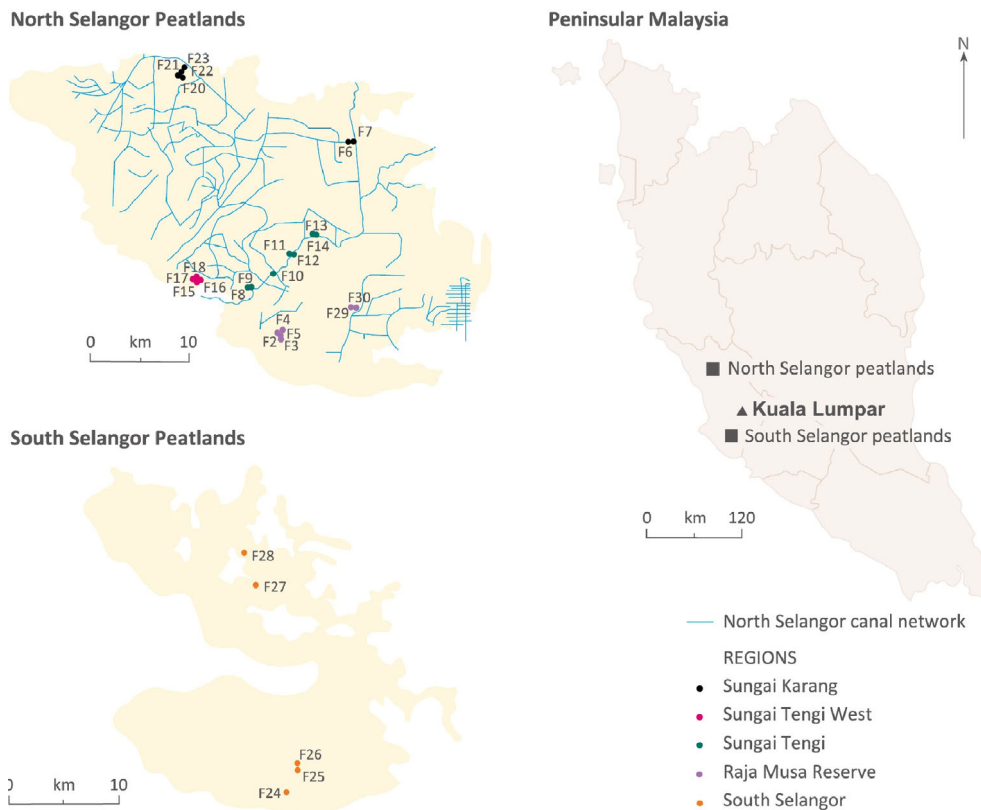 North Selangor Peatlands
F23
F21
F22
F20
F7
F6
F13
F11
F14
F12
F10
F18
F9
F17
F16
F15
F8
F30
F29
F4
F5
F2
F3
0 km 10
South Selangor Peatlands
F28
F27
F26
F25
F24
0 km 10
Peninsular Malaysia
N
North Selangor peatlands
Kuala Lumpar
South Selangor peatlands
0 km 120
North Selangor canal network
REGIONS
Sungai Karang
Sungai Tengi West
Sungai Tengi
Raja Musa Reserve
South Selangor